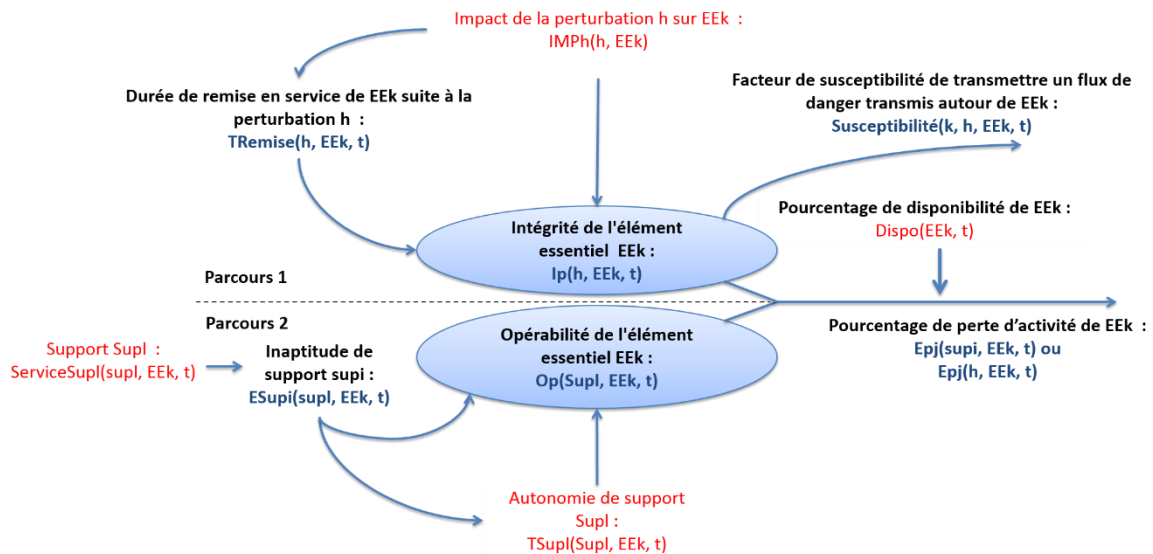 Impact de la perturbation h sur EEk :
IMPh(h, EEk)
Durée de remise en service de EEk suite à la
perturbation h :
TRemise(h, EEk, t)
Facteur de susceptibilité de transmettre un flux de
danger transmis autour de EEk :
Susceptibilité(k, h, EEk, t)
Intégrité de l'élément
essentiel EEk :
Ip(h, EEk, t)
Pourcentage de disponibilité de EEk :
Dispo(EEk, t)
Parcours 1
Parcours 2
Support Supl :
ServiceSupl(supl, EEk, t)
Inaptitude de
support supi :
ESupi(supl, EEk, t)
Opérabilité de l'élément
essentiel EEk :
Op(Supl, EEk, t)
Pourcentage de perte d’activité de EEk :
Epj(supi, EEk, t) ou
Epj(h, EEk, t)
Autonomie de support
Supl :
TSupl(Supl, EEk, t)